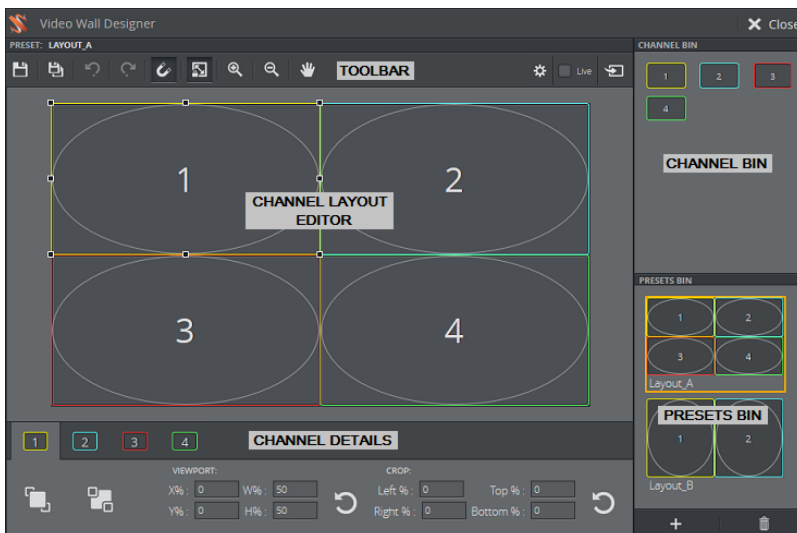 Video Wall Designer
Close
PRESET: LAYOUT_A
CHANNEL BIN
TOOLBAR
Live
1 2 3
4
CHANNEL BIN
1 2
CHANNEL LAYOUT
EDITOR
3 4
PRESETS BIN
1 2
3 4
Layout_A
PRESETS BIN
1 2
Layout_B
1 2 3 4
CHANNEL DETAILS
VIEWPORT:
CROP:
X% : 0 W% : 50 Left % : 0 Top % : 0
Y% : 0 H% : 50 Right % : 0 Bottom % : 0